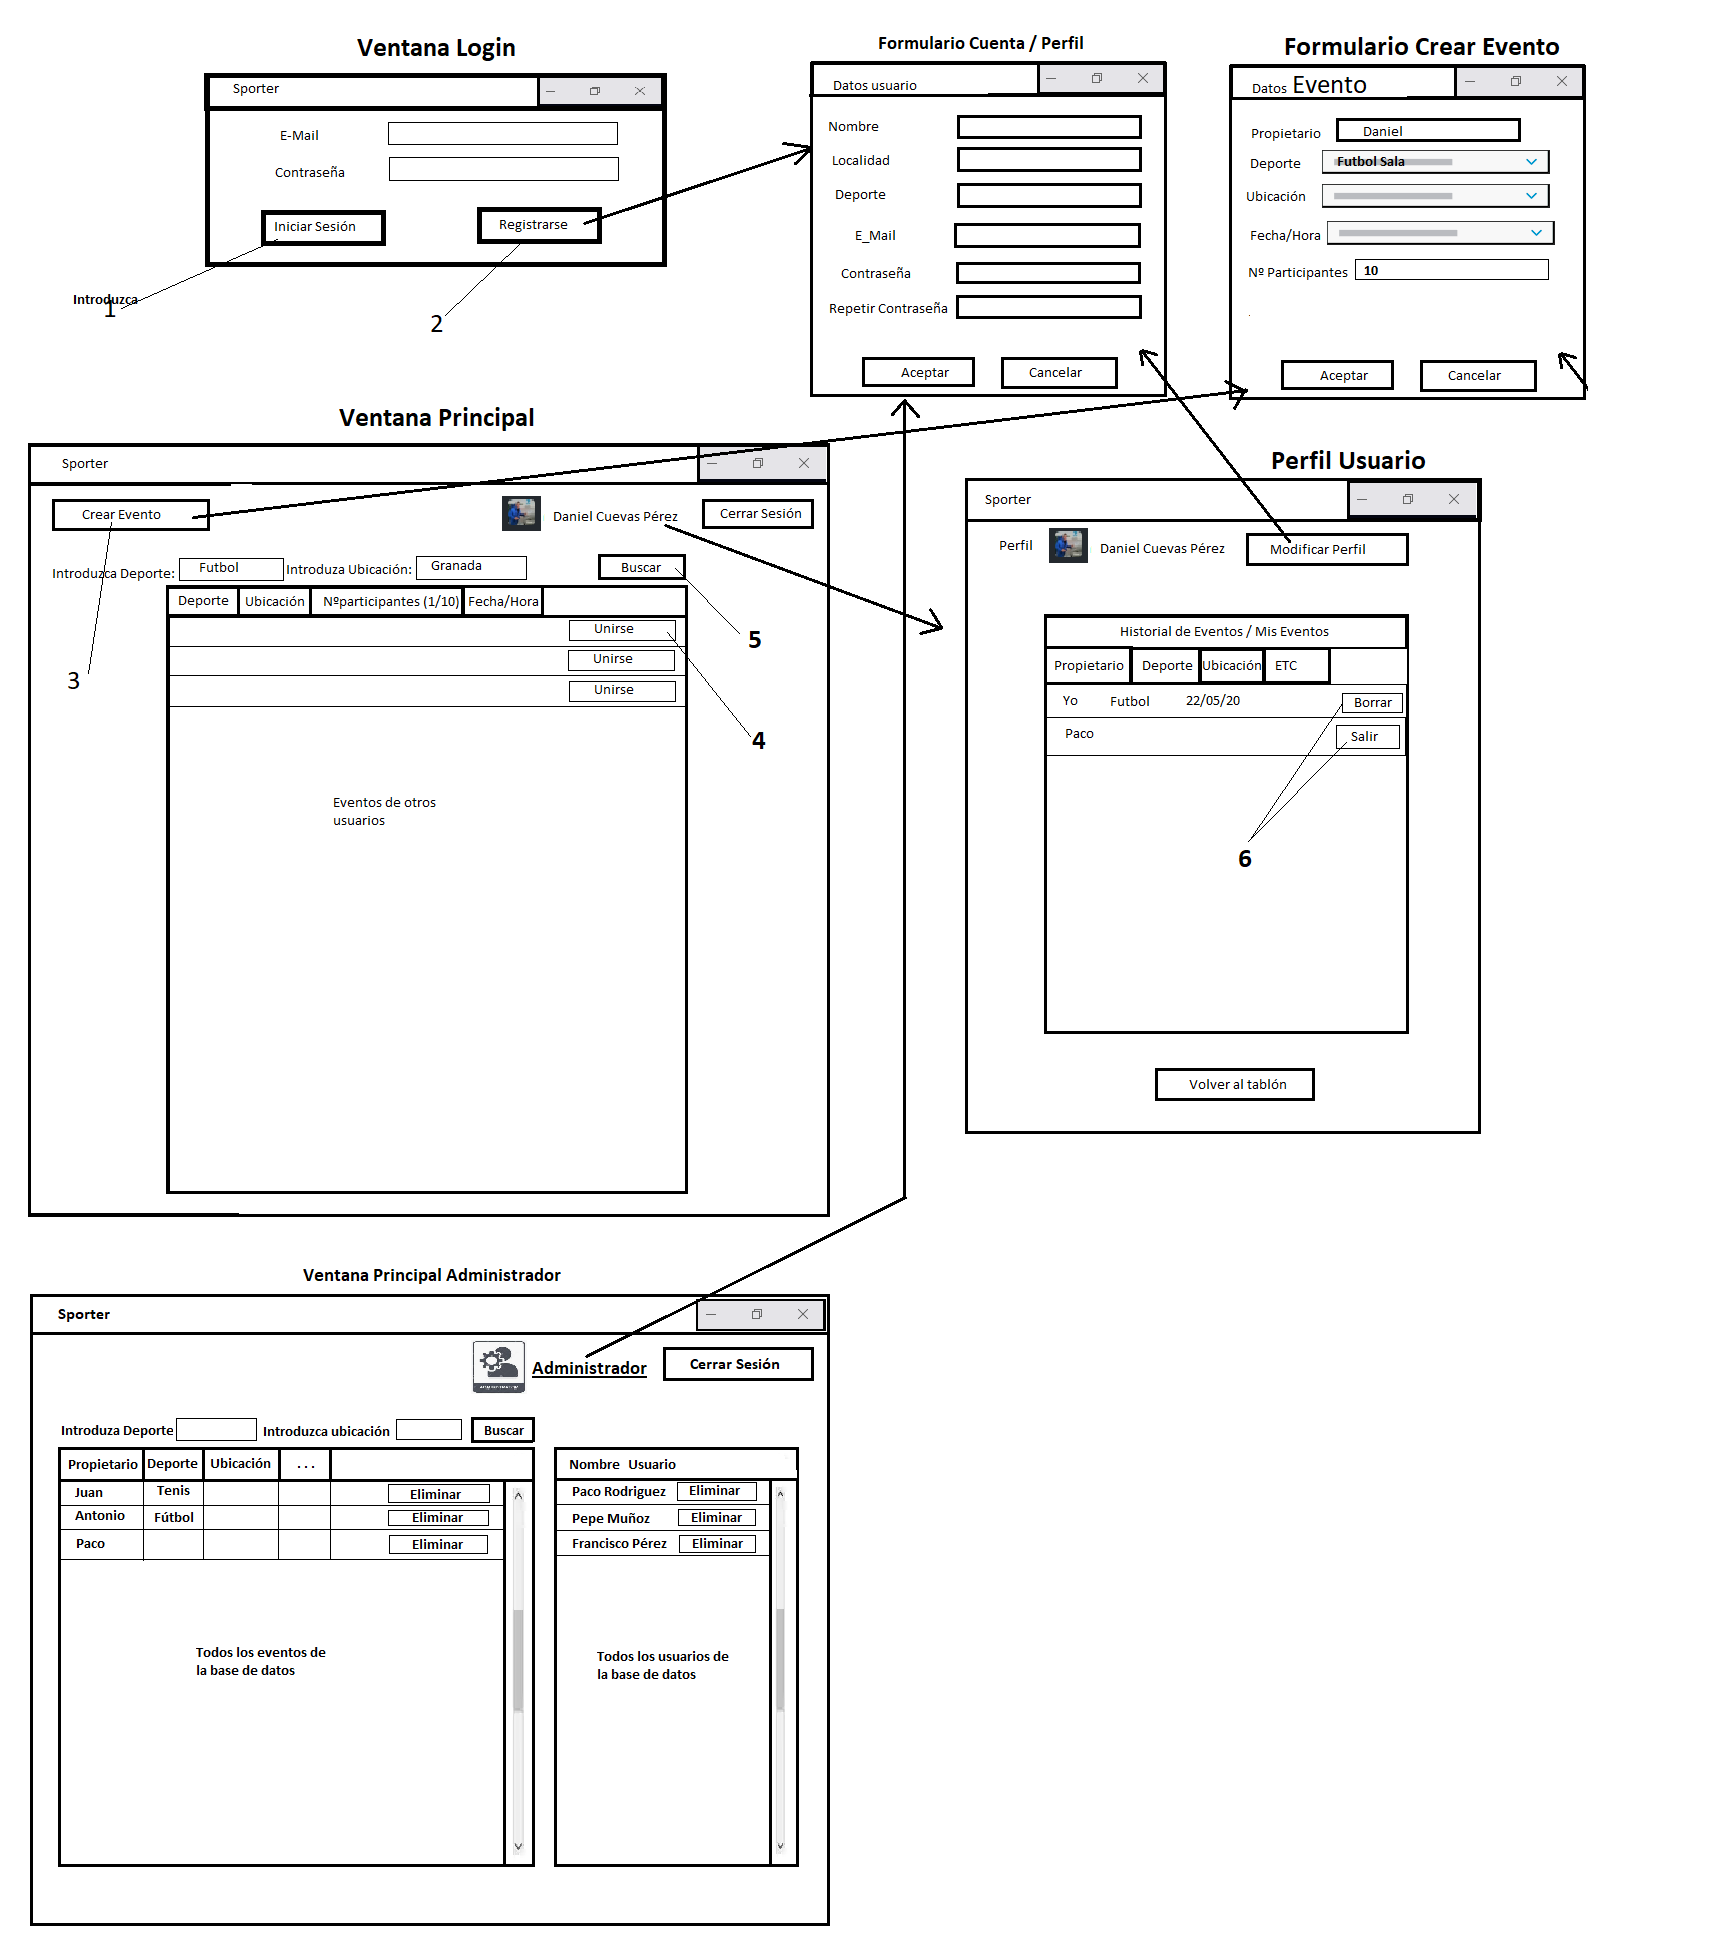 Ventana Login
Sporter
E-Mail
Contraseña
Iniciar Sesión
Registrarse
Introduzca
1
2
Formulario Cuenta / Perfil
Datos usuario
Nombre
Localidad
Deporte
E_Mail
Contraseña
Repetir Contraseña
Aceptar
Cancelar
Formulario Crear Evento
Datos Evento
Propietario
Daniel
Deporte
Futbol Sala
Ubicación
Fecha/Hora
Nº Participantes
10
Aceptar
Cancelar
Ventana Principal
Sporter
Crear Evento
Daniel Cuevas Pérez
Cerrar Sesión
Introduzca Deporte:
Futbol
Introduza Ubicación:
Granada
Buscar
Deporte
Ubicación
Nºparticipantes (1/10)
Fecha/Hora
Unirse
Unirse
Unirse
3
5
4
Eventos de otros
usuarios
Perfil Usuario
Sporter
Perfil
Daniel Cuevas Pérez
Modificar Perfil
Historial de Eventos / Mis Eventos
Propietario
Deporte
Ubicación
ETC
Yo
Futbol
22/05/20
Borrar
Paco
Salir
6
Volver al tablón
Ventana Principal Administrador
Sporter
Administrador
Cerrar Sesión
Introduza Deporte
Introduzca ubicación
Buscar
Propietario
Deporte
Ubicación
. . .
Juan
Tenis
Eliminar
Antonio
Fútbol
Eliminar
Paco
Eliminar
Todos los eventos de
la base de datos
Nombre Usuario
Paco Rodriguez
Eliminar
Pepe Muñoz
Eliminar
Francisco Pérez
Eliminar
Todos los usuarios de
la base de datos